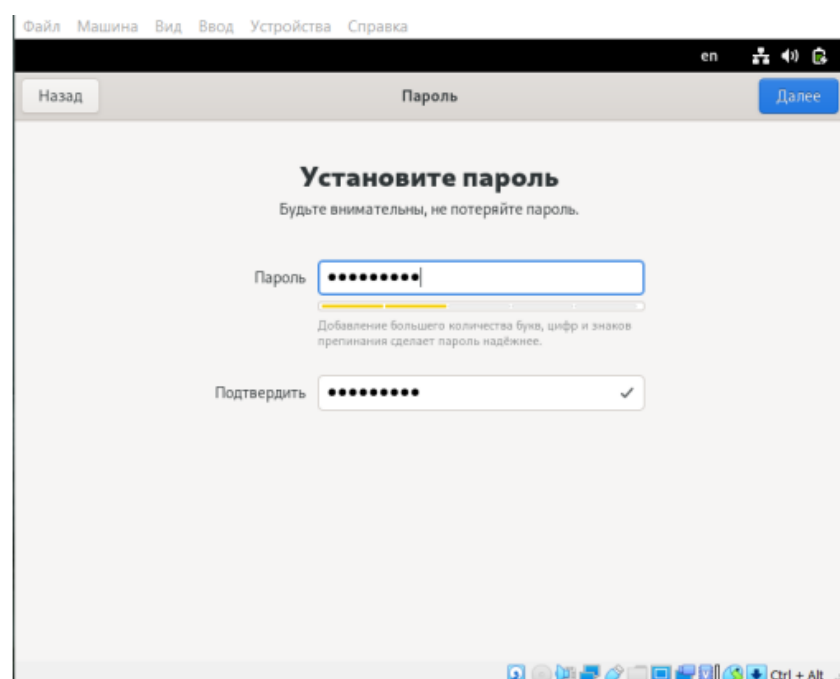 Файл Машина Вид Ввод Устройства Справка
en
Назад Пароль Далее
Установите пароль
Будьте внимательны, не потеряйте пароль.
Пароль •••••••••
Добавление большего количества букв, цифр и знаков
препинания сделает пароль надёжнее.
Подтвердить •••••••••
Ctrl + Alt